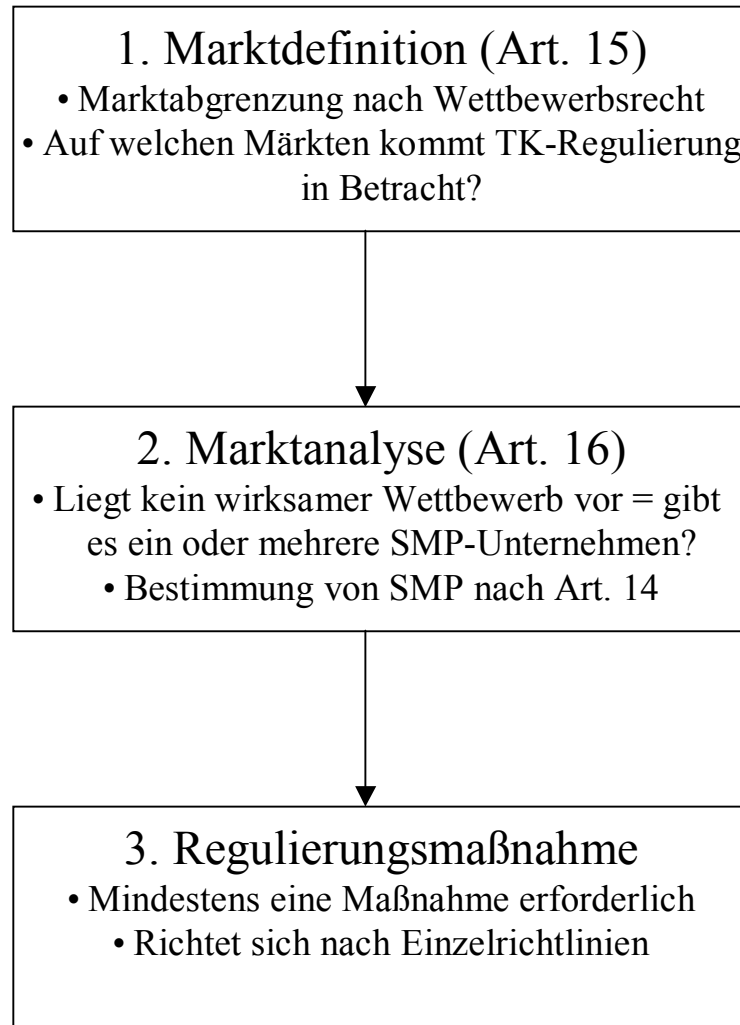 1. Marktdefinition (Art. 15)
• Marktabgrenzung nach Wettbewerbsrecht
• Auf welchen Märkten kommt TK-Regulierung
in Betracht?
2. Marktanalyse (Art. 16)
• Liegt kein wirksamer Wettbewerb vor = gibt
es ein oder mehrere SMP-Unternehmen?
• Bestimmung von SMP nach Art. 14
3. Regulierungsmaßnahme
• Mindestens eine Maßnahme erforderlich
• Richtet sich nach Einzelrichtlinien